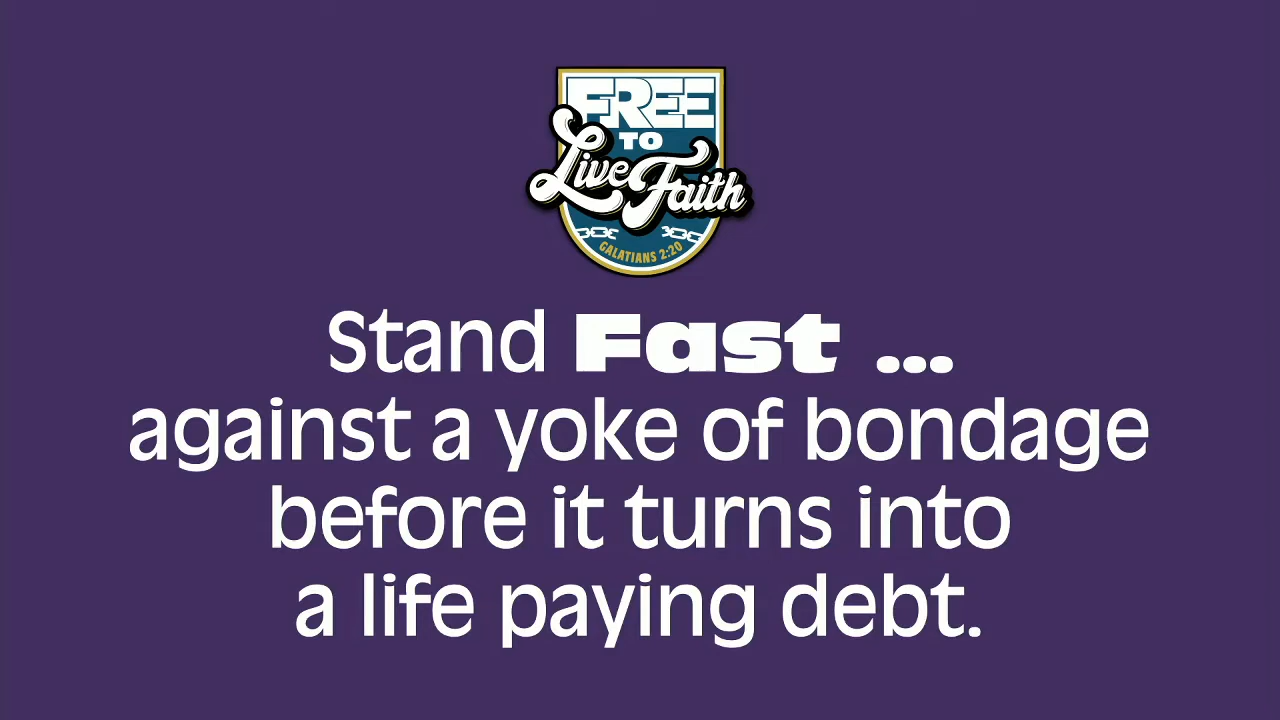 FREE
TO
Live Faith
GALATIANS 2:20
Stand Fast ...
against a yoke of bondage
before it turns into
a life paying debt.